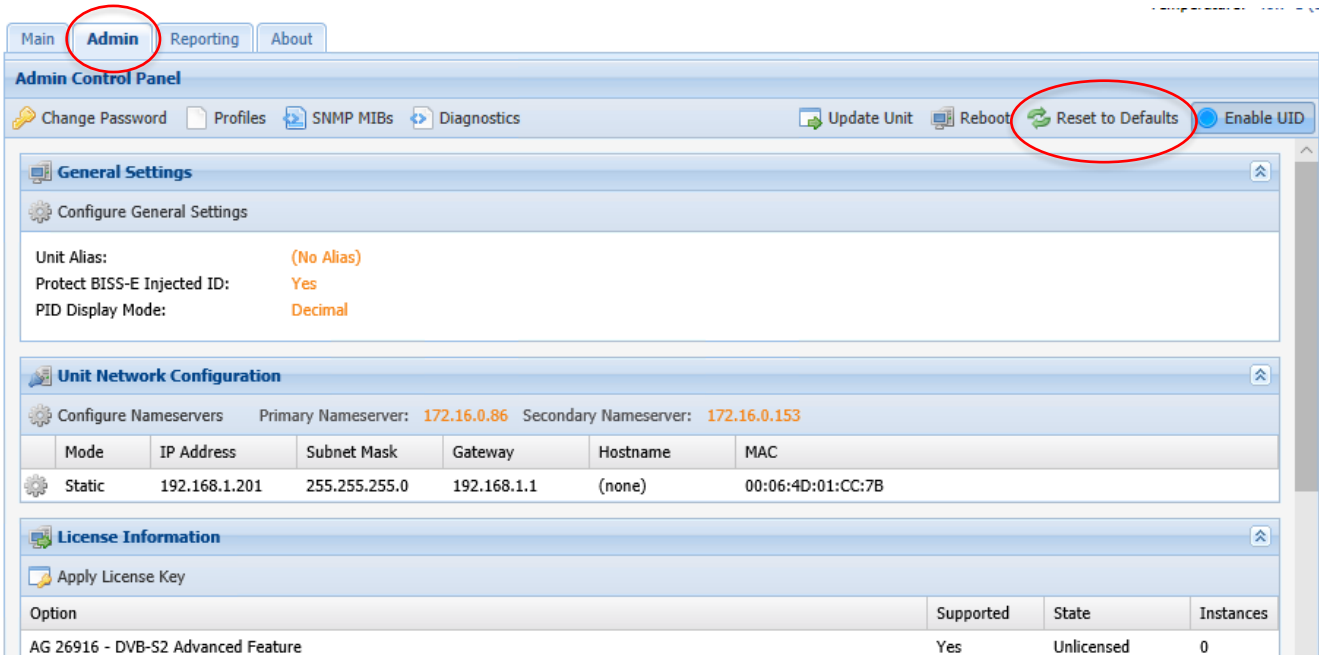 Main Admin Reporting About
Admin Control Panel
Change Password Profiles SNMP MIBs Diagnostics Update Unit Reboot Reset to Defaults Enable UID
General Settings
Configure General Settings
Unit Alias: (No Alias)
Protect BISS-E Injected ID: Yes
PID Display Mode: Decimal
Unit Network Configuration
Configure Nameservers Primary Nameserver: 172.16.0.86 Secondary Nameserver: 172.16.0.153
Mode IP Address Subnet Mask Gateway Hostname MAC
Static 192.168.1.201 255.255.255.0 192.168.1.1 (none) 00:06:4D:01:CC:7B
License Information
Apply License Key
Option Supported State Instances
AG 26916 - DVB-S2 Advanced Feature Yes Unlicensed 0